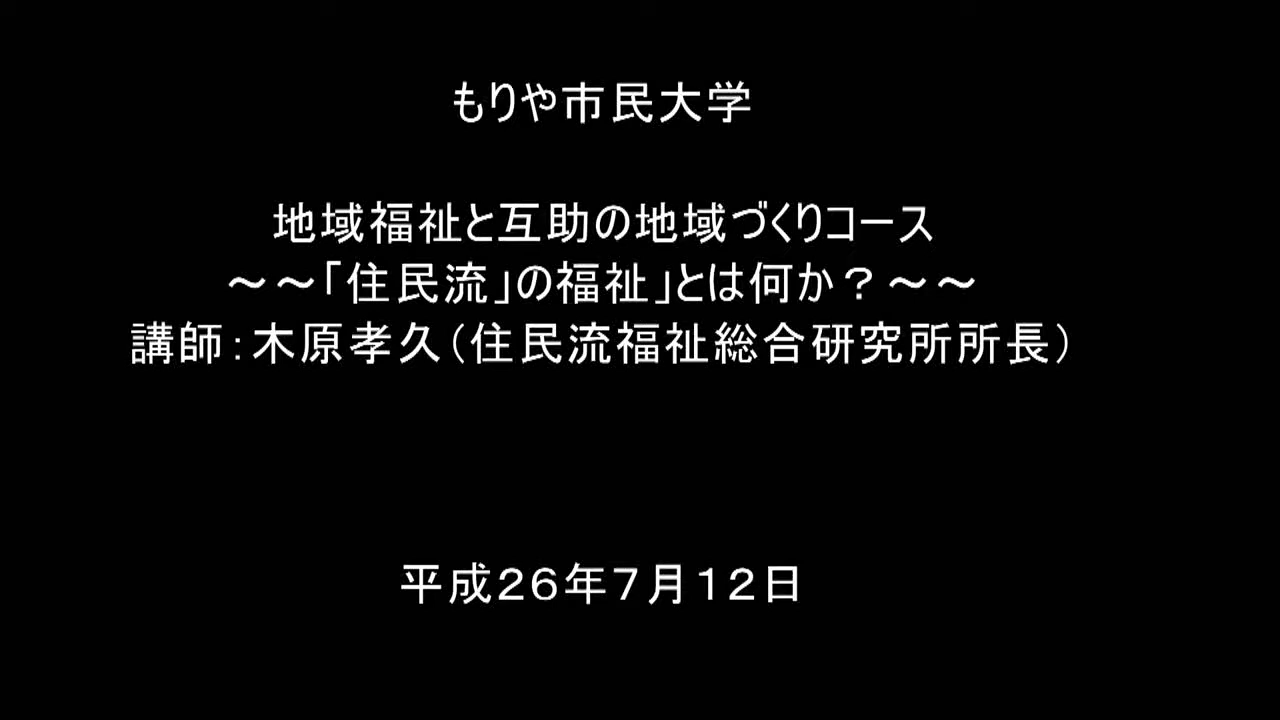 もりや市民大学
地域福祉と互助の地域づくりコース
～～「住民流」の福祉」とは何か？～～
講師：木原孝久（住民流福祉総合研究所所長）
平成２６年７月１２日